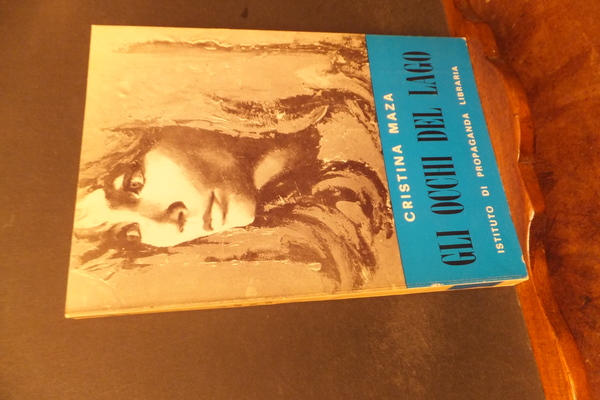 CRISTINA MAZA
GLI OCCHI DEL LAGO
ISTITUTO DI PROPAGANDA LIBRARIA